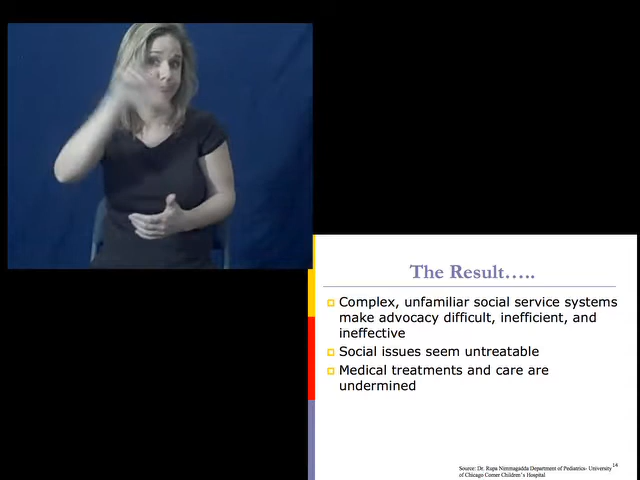 The Result…..
Complex, unfamiliar social service systems
make advocacy difficult, inefficient, and
ineffective
Social issues seem untreatable
Medical treatments and care are
undermined
Source: Dr. Rupa Nimmagadda Department of Pediatrics- University
of Chicago Comer Children's Hospital
14